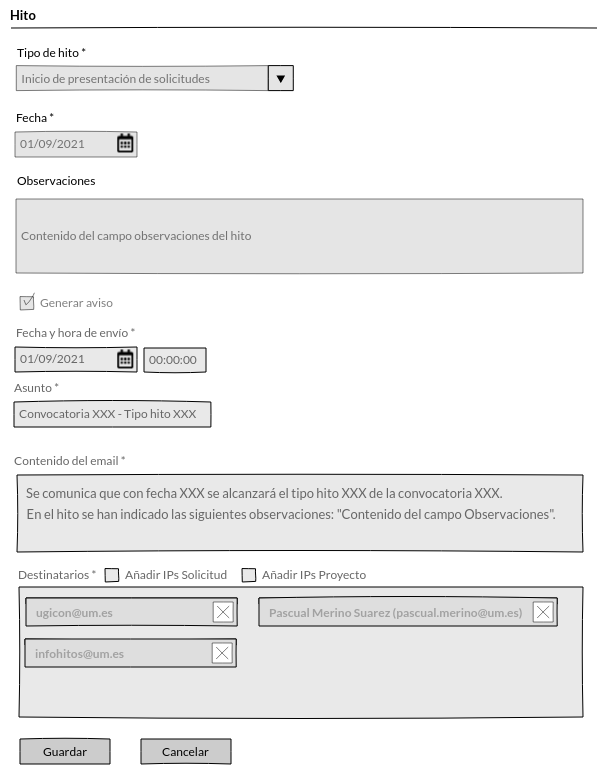 Hito
Tipo de hito *
Inicio de presentación de solicitudes
Fecha *
01/09/2021
Observaciones
Contenido del campo observaciones del hito
Generar aviso
Fecha y hora de envío *
01/09/2021 00:00:00
Asunto *
Convocatoria XXX - Tipo hito XXX
Contenido del email *
Se comunica que con fecha XXX se alcanzará el tipo hito XXX de la convocatoria XXX.
En el hito se han indicado las siguientes observaciones: "Contenido del campo Observaciones".
Destinatarios * Añadir IPs Solicitud Añadir IPs Proyecto
ugicon@um.es Pascual Merino Suarez (pascual.merino@um.es)
infohitos@um.es
Guardar Cancelar